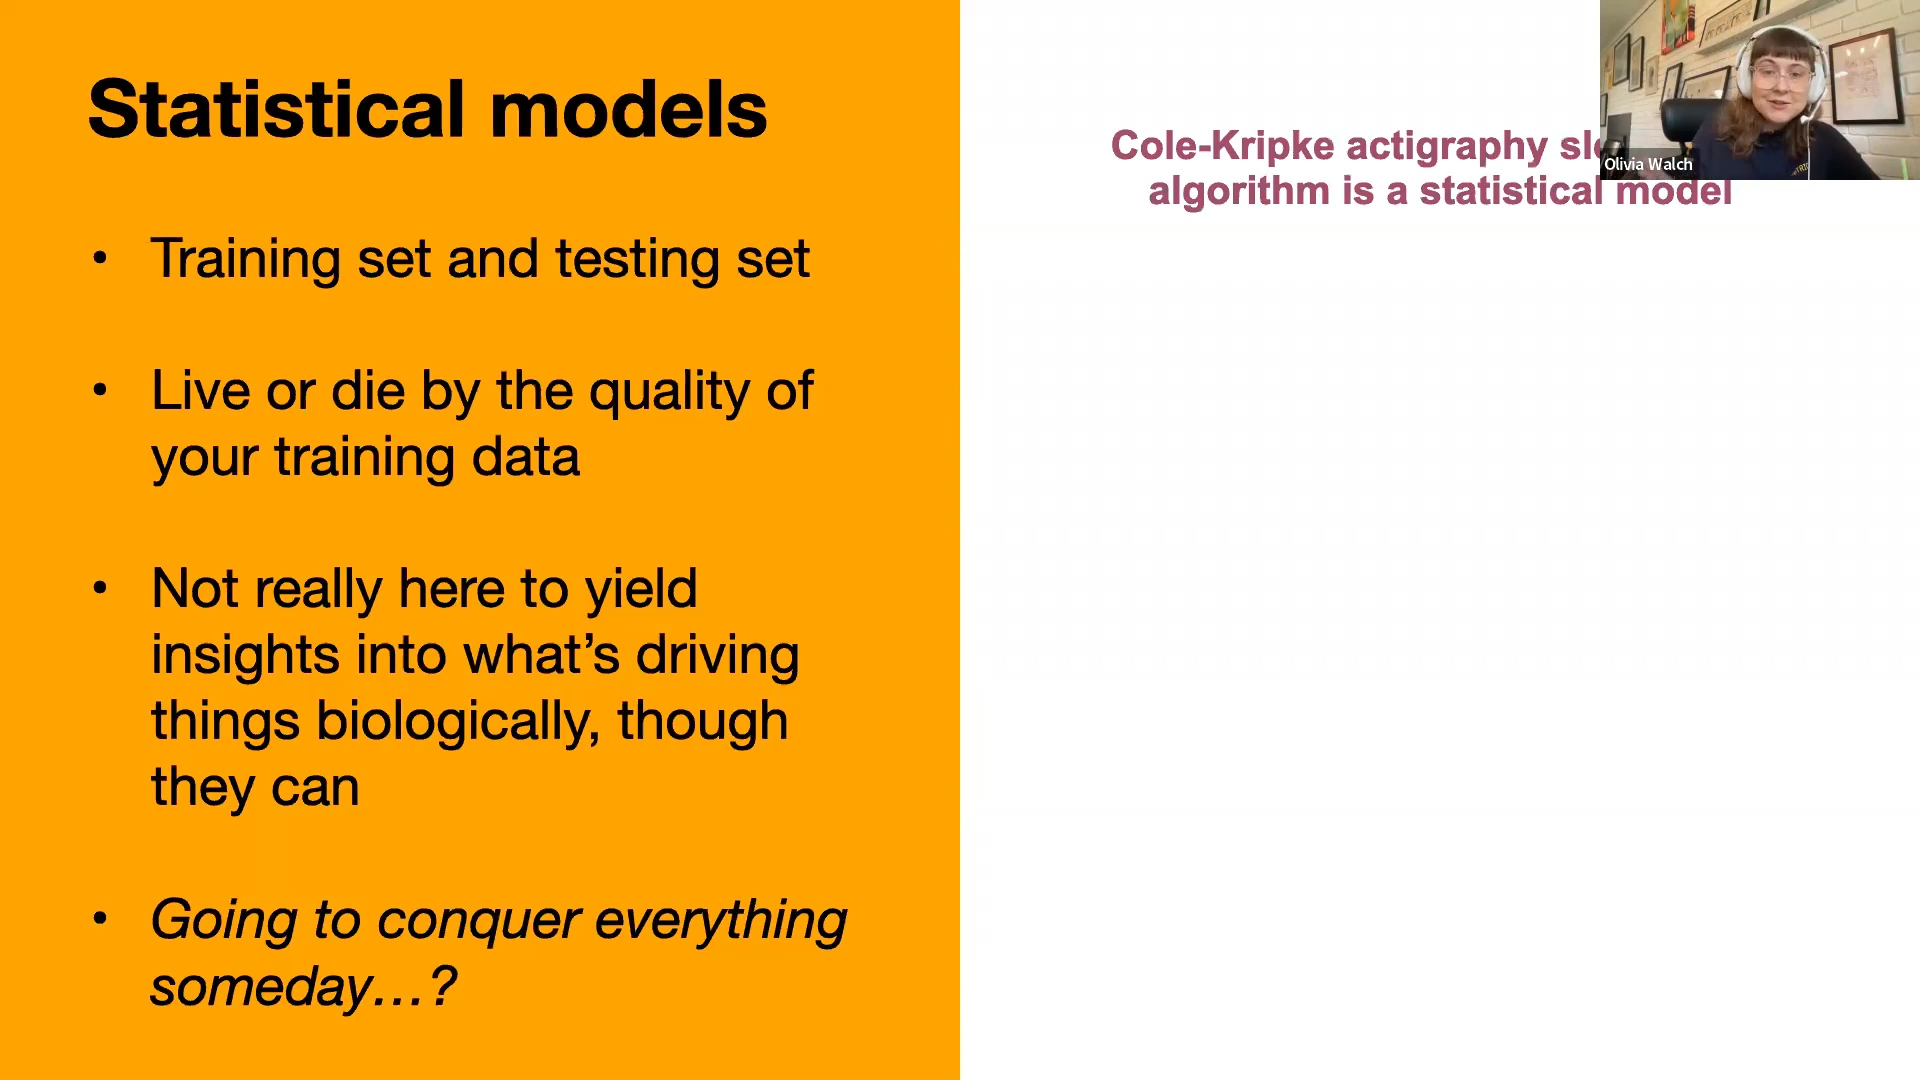 Statistical models
• Training set and testing set
• Live or die by the quality of
your training data
• Not really here to yield
insights into what’s driving
things biologically, though
they can
• Going to conquer everything
someday…?
Cole-Kripke actigraphy
algorithm is a statistical model
Olivia Walch